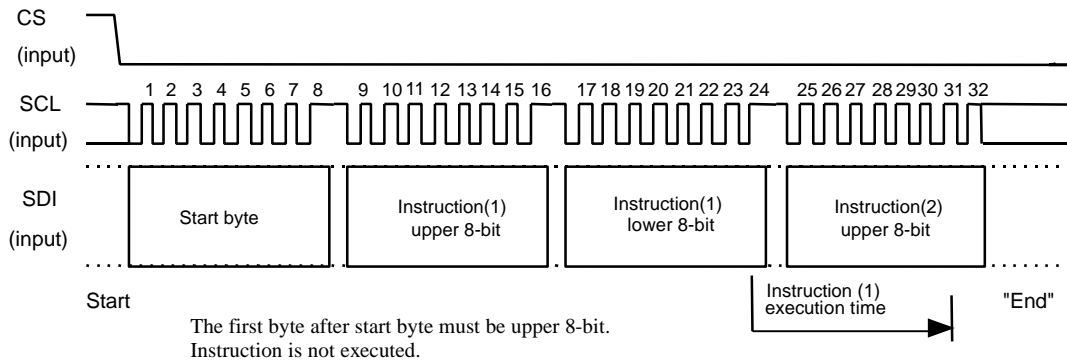 CS
(input)
1 2 3 4 5 6 7 8 9 10 11 12 13 14 15 16 17 18 19 20 21 22 23 24 25 26 27 28 29 30 31 32
SCL
(input)
SDI
(input)
Start byte
Instruction(1)
upper 8-bit
Instruction(1)
lower 8-bit
Instruction(2)
upper 8-bit
Start
Instruction (1)
execution time
"End"
The first byte after start byte must be upper 8-bit.
Instruction is not executed.